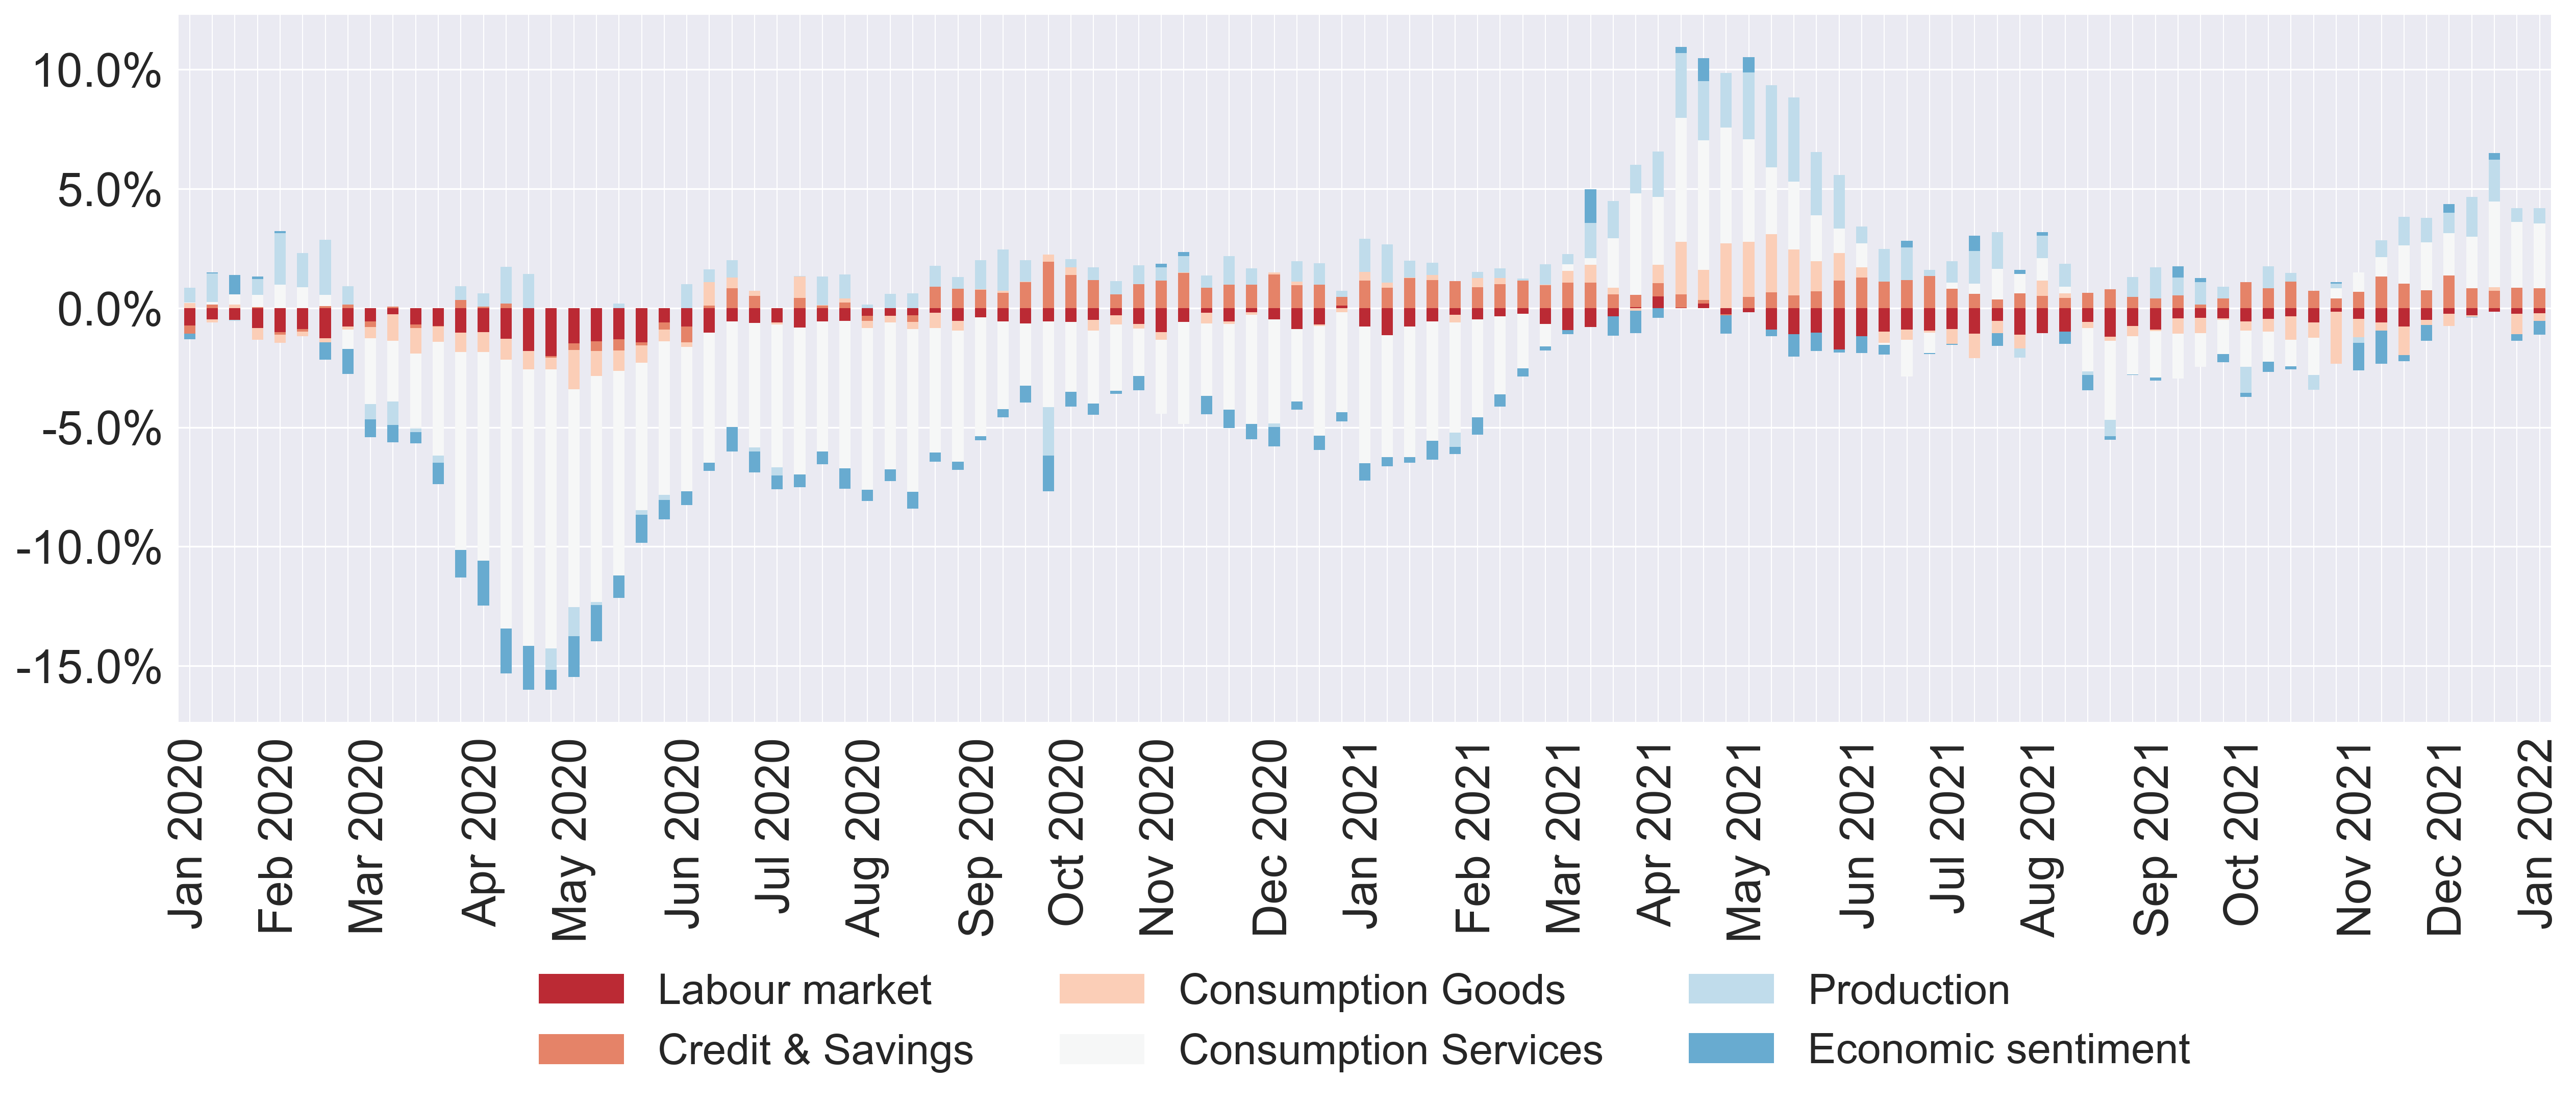 10.0%
5.0%
0.0%
-5.0%
-10.0%
-15.0%
Jan 2020
Feb 2020
Mar 2020
Apr 2020
May 2020
Jun 2020
Jul 2020
Aug 2020
Sep 2020
Oct 2020
Nov 2020
Dec 2020
Jan 2021
Feb 2021
Mar 2021
Apr 2021
May 2021
Jun 2021
Jul 2021
Aug 2021
Sep 2021
Oct 2021
Nov 2021
Dec 2021
Jan 2022
Labour market
Consumption Goods
Production
Credit & Savings
Consumption Services
Economic sentiment